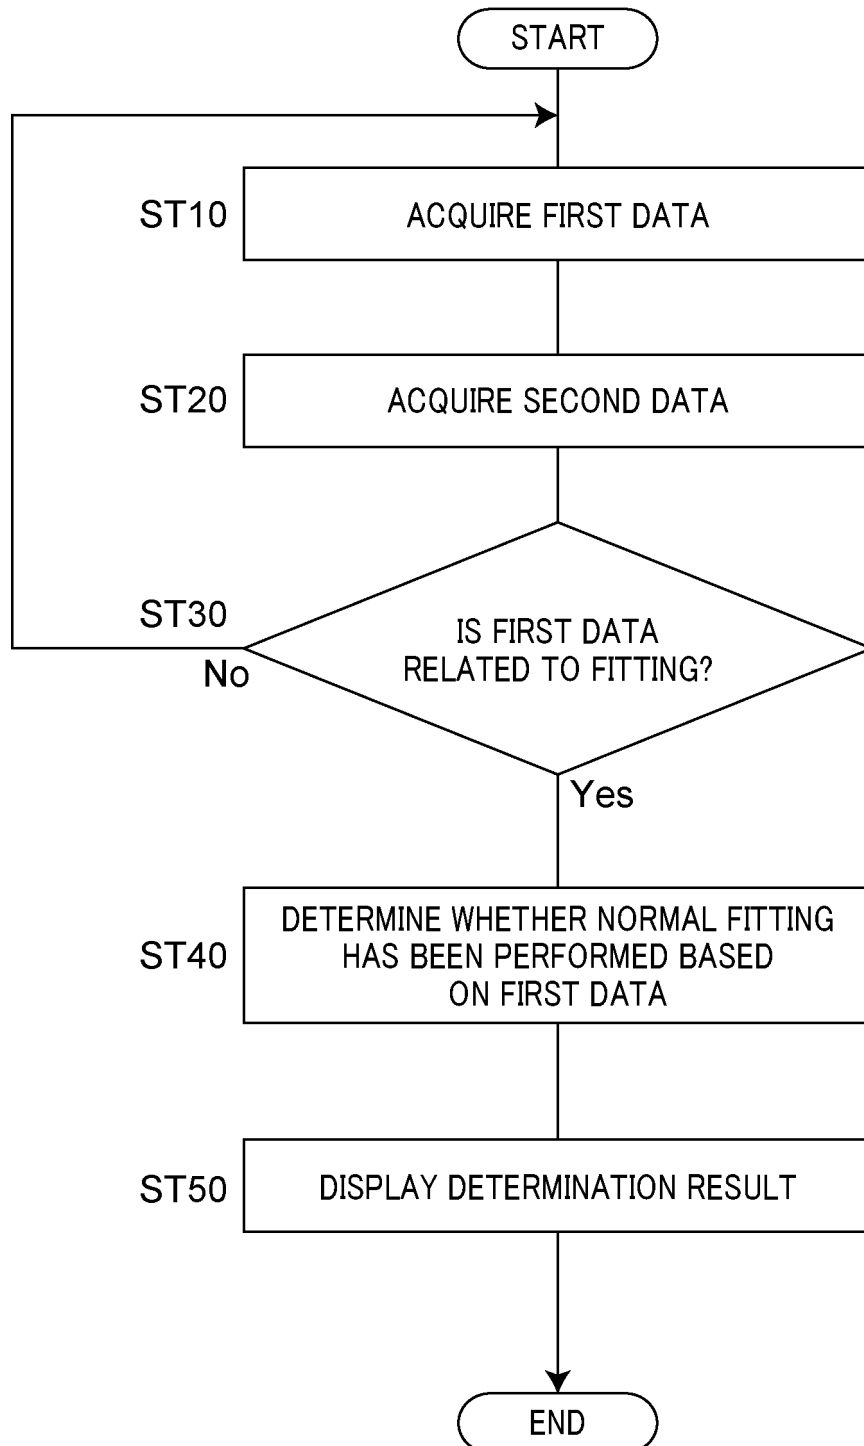 START
ST10
ACQUIRE FIRST DATA
ST20
ACQUIRE SECOND DATA
ST30
IS FIRST DATA
RELATED TO FITTING?
No
Yes
ST40
DETERMINE WHETHER NORMAL FITTING
HAS BEEN PERFORMED BASED
ON FIRST DATA
ST50
DISPLAY DETERMINATION RESULT
END